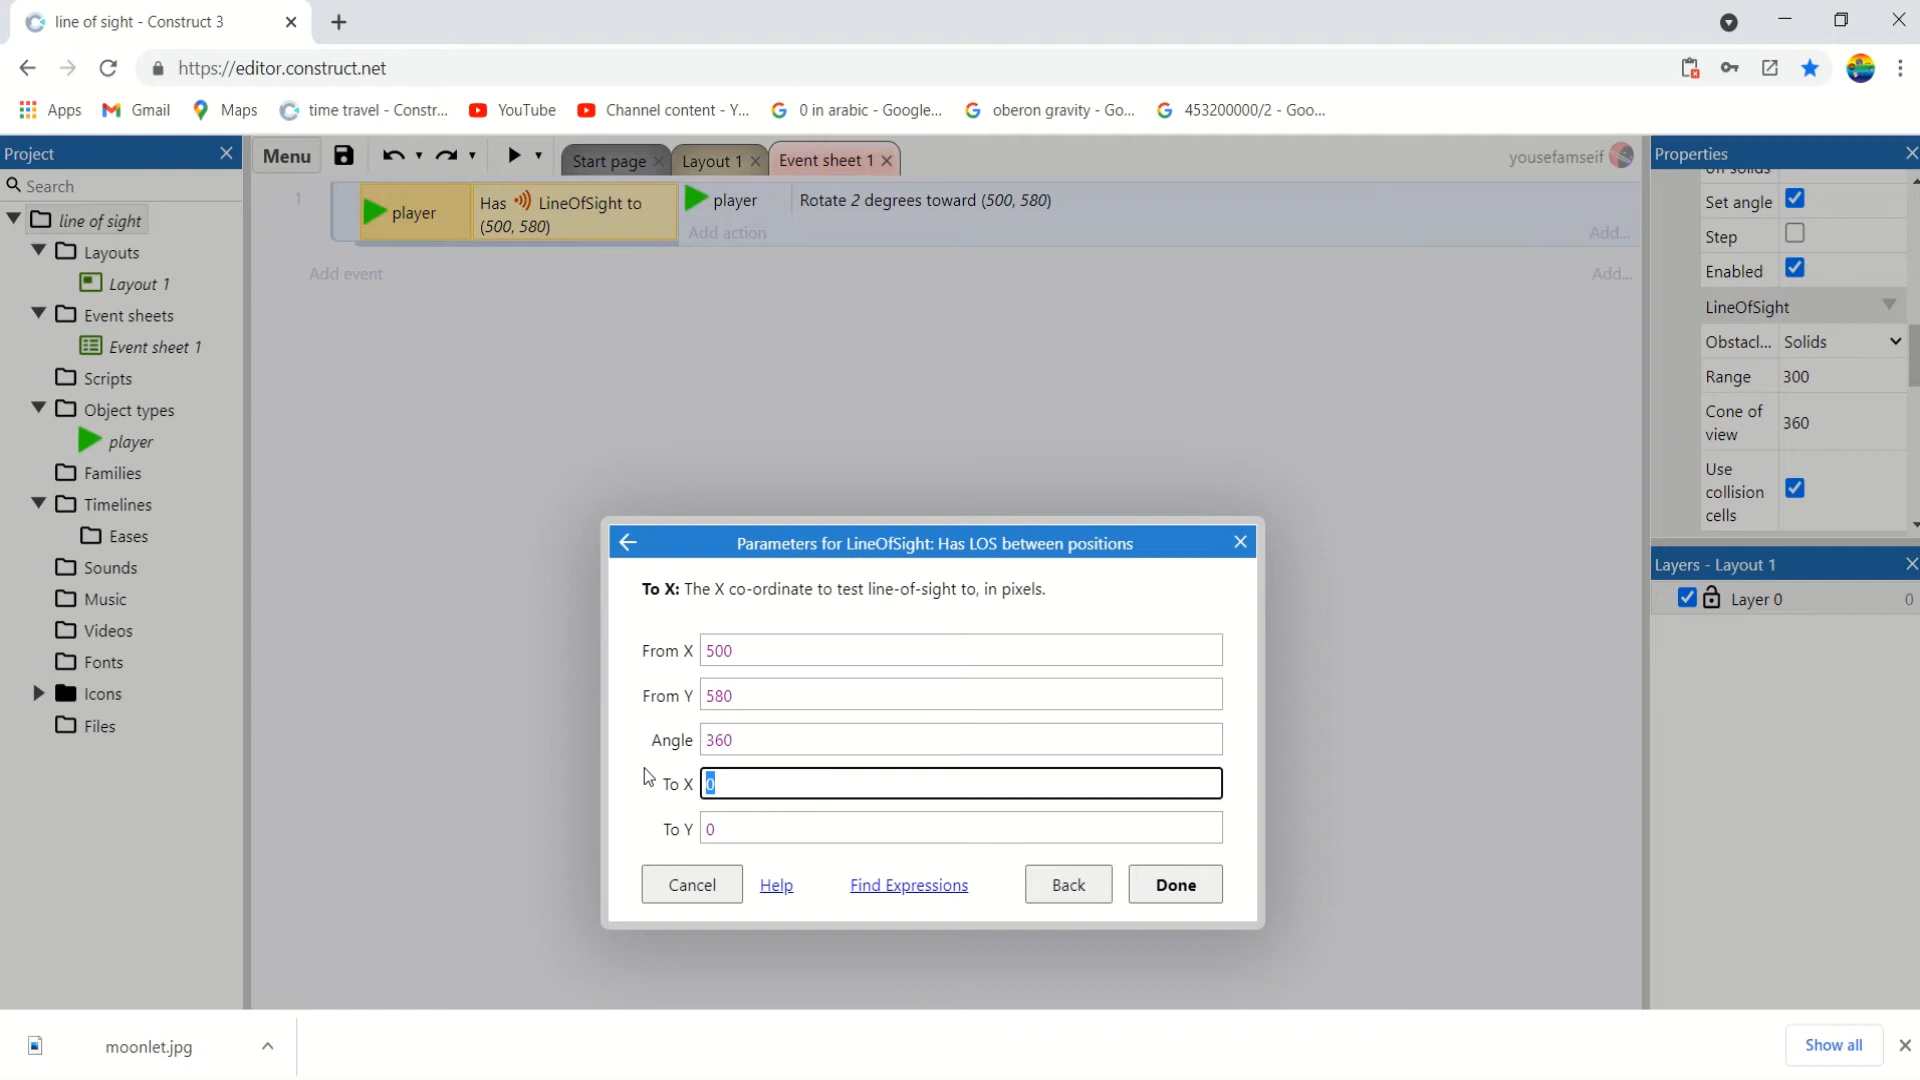 line of sight - Construct 3
https://editor.construct.net
Apps
Gmail
Maps
time travel - Constr...
YouTube
Channel content - Y...
0 in arabic - Google...
oberon gravity - Go...
453200000/2 - Goo...
Project
Menu
Start page
Layout 1
Event sheet 1
yousefamseif
Properties
Search
line of sight
Layouts
Layout 1
Event sheets
Event sheet 1
Scripts
Object types
player
Families
Timelines
Eases
Sounds
Music
Videos
Fonts
Icons
Files
1
player
Has LineOfSight to
(500, 580)
player
Rotate 2 degrees toward (500, 580)
Add action
Add...
Add event
Add...
Set angle
Step
Enabled
LineOfSight
Obstacl... Solids
Range 300
Cone of
view
360
Use
collision
cells
Layers - Layout 1
Layer 0
0
Parameters for LineOfSight: Has LOS between positions
To X: The X co-ordinate to test line-of-sight to, in pixels.
From X 500
From Y 580
Angle 360
To X 0
To Y 0
Cancel
Help
Find Expressions
Back
Done
moonlet.jpg
Show all